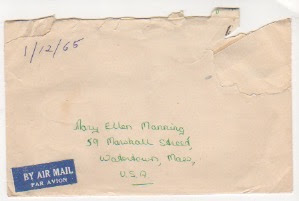 1/12/65
Mary Ellen Manning
59 Marshall Street,
Watertown, Mass,
U.S.A
BY AIR MAIL
PAR AVION